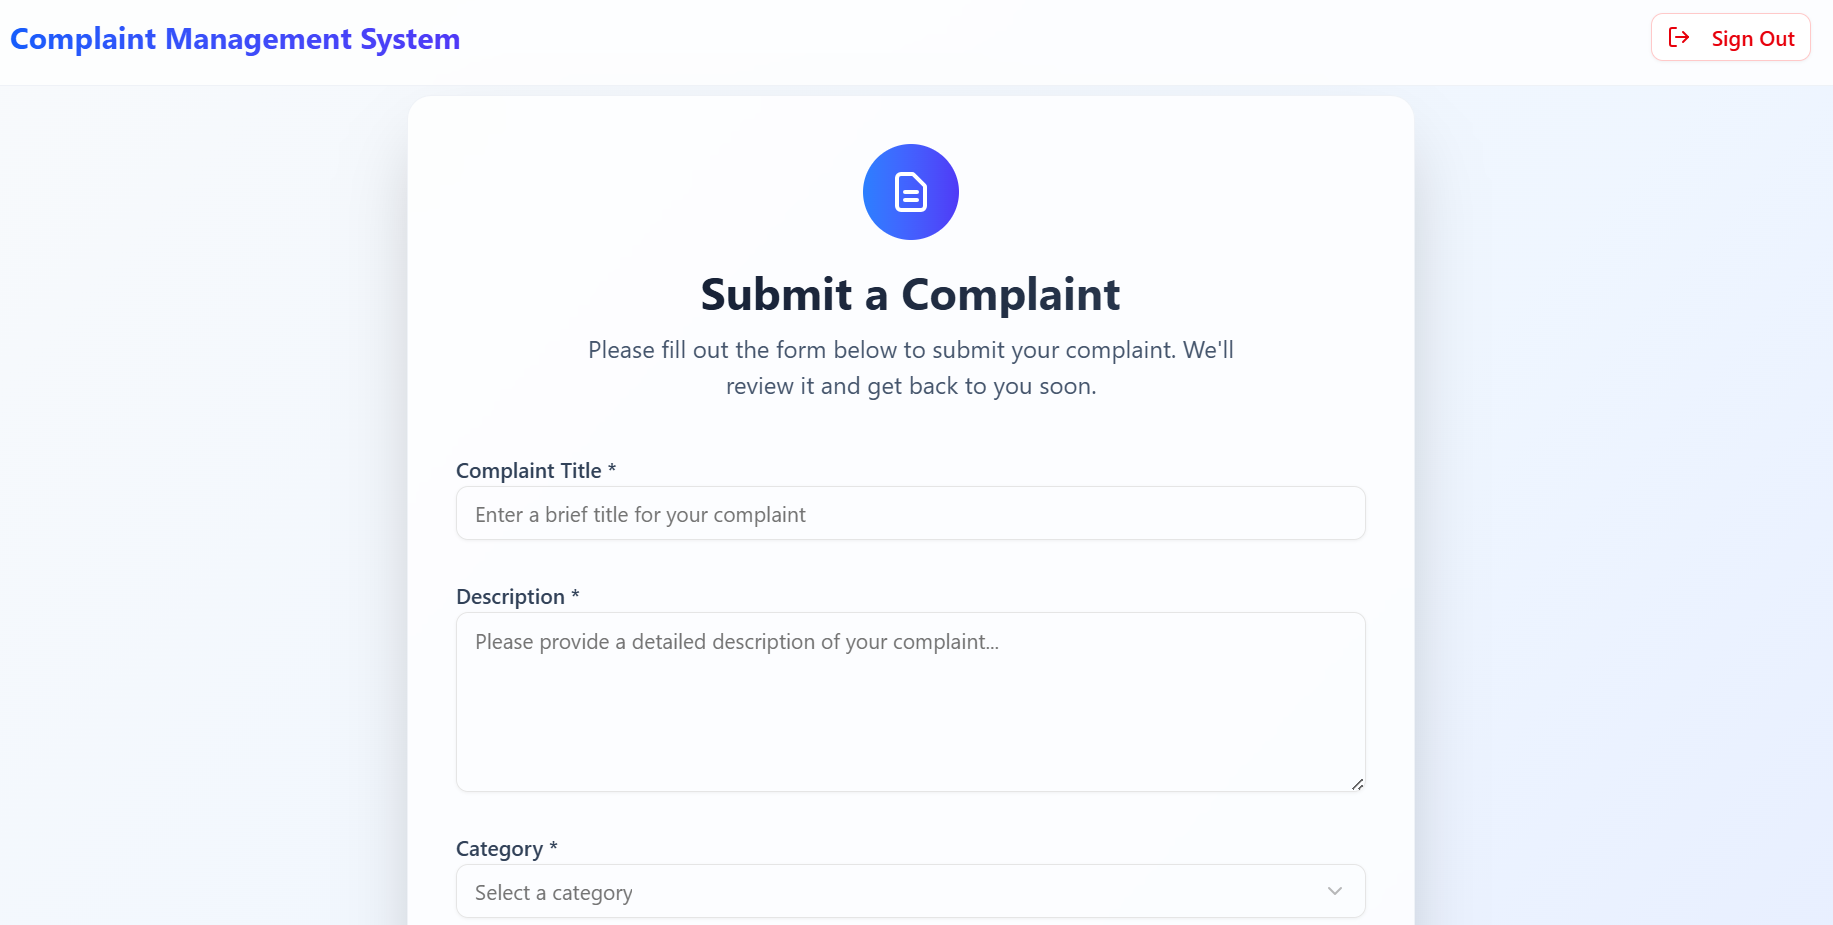 Complaint Management System
Sign Out
Submit a Complaint
Please fill out the form below to submit your complaint. We'll
review it and get back to you soon.
Complaint Title *
Enter a brief title for your complaint
Description *
Please provide a detailed description of your complaint...
Category *
Select a category